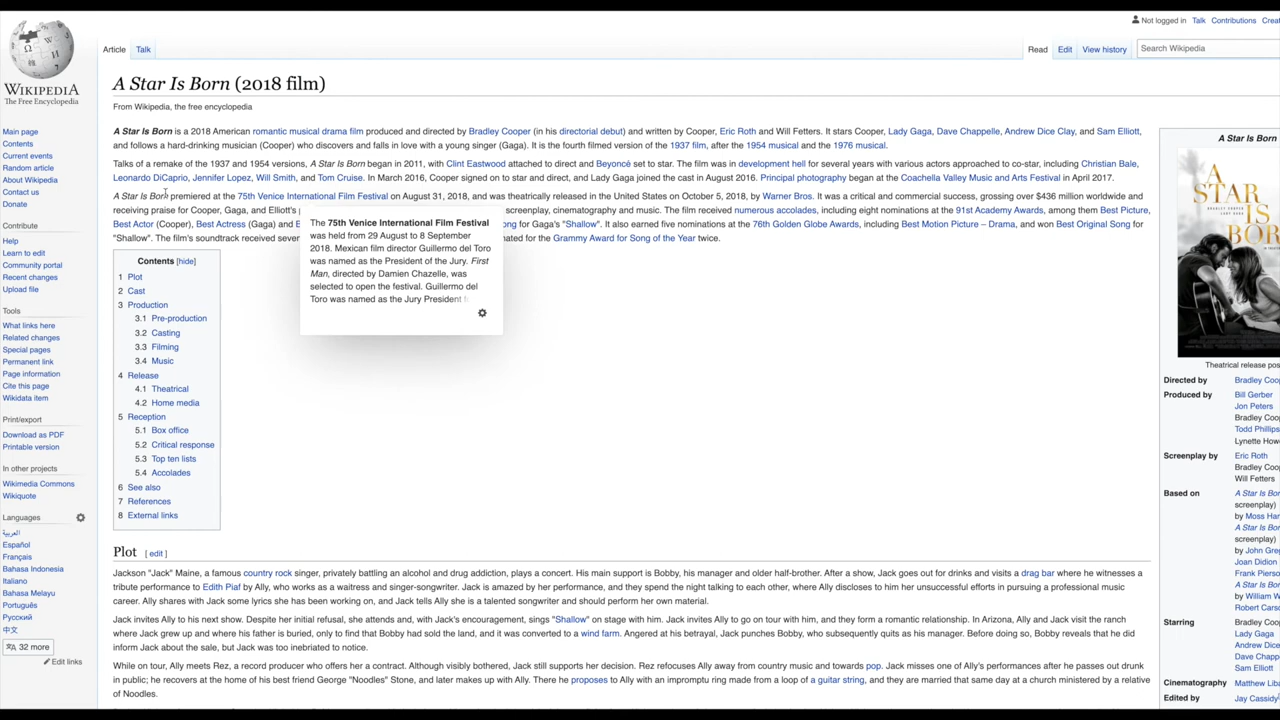 Not logged in Talk Contributions
Article Talk Read Edit View history Search Wikipedia
WIKIPEDIA
The Free Encyclopedia
A Star Is Born (2018 film)
From Wikipedia, the free encyclopedia
A Star Is Born is a 2018 American romantic musical drama film produced and directed by Bradley Cooper (in his directorial debut) and written by Cooper, Eric Roth and Will Fetters. It stars Cooper, Lady Gaga, Dave Chappelle, Andrew Dice Clay, and Sam Elliott,
and follows a hard-drinking musician (Cooper) who discovers and falls in love with a young singer (Gaga). It is the fourth filmed version of the 1937 film, after the 1954 musical and the 1976 musical.
Talks of a remake of the 1937 and 1954 versions, A Star Is Born began in 2011, with Clint Eastwood attached to direct and Beyoncé set to star. The film was in development hell for several years with various actors approached to co-star, including Christian Bale,
Leonardo DiCaprio, Jennifer Lopez, Will Smith, and Tom Cruise. In March 2016, Cooper signed on to star and direct, and Lady Gaga joined the cast in August 2016. Principal photography began at the Coachella Valley Music and Arts Festival in April 2017.
A Star Is Born premiered at the 75th Venice International Film Festival on August 31, 2018, and was theatrically released in the United States on October 5, 2018, by Warner Bros. It was a critical and commercial success, grossing over $436 million worldwide and
receiving praise for Cooper, Gaga, and Elliott's screenplay, cinematography and music. The film received numerous accolades, including eight nominations at the 91st Academy Awards, among them Best Picture,
Best Actor (Cooper), Best Actress (Gaga) and for Gaga's "Shallow". It also earned five nominations at the 76th Golden Globe Awards, including Best Motion Picture – Drama, and won Best Original Song for
"Shallow". The film's soundtrack received for the Grammy Award for Song of the Year twice.
The 75th Venice International Film Festival
was held from 29 August to 8 September
2018. Mexican film director Guillermo del Toro
was named as the President of the Jury. First
Man, directed by Damien Chazelle, was
selected to open the festival. Guillermo del
Toro was named as the Jury President
Contents [hide]
1 Plot
2 Cast
3 Production
3.1 Pre-production
3.2 Casting
3.3 Filming
3.4 Music
4 Release
4.1 Theatrical
4.2 Home media
5 Reception
5.1 Box office
5.2 Critical response
5.3 Top ten lists
5.4 Accolades
6 See also
7 References
8 External links
Plot [ edit ]
Jackson "Jack" Maine, a famous country rock singer, privately battling an alcohol and drug addiction, plays a concert. His main support is Bobby, his manager and older half-brother. After a show, Jack goes out for drinks and visits a drag bar where he witnesses a
tribute performance to Edith Piaf by Ally, who works as a waitress and singer-songwriter. Jack is amazed by her performance, and they spend the night talking to each other, where Ally discloses to him her unsuccessful efforts in pursuing a professional music
career. Ally shares with Jack some lyrics she has been working on, and Jack tells Ally she is a talented songwriter and should perform her own material.
Jack invites Ally to his next show. Despite her initial refusal, she attends and, with Jack's encouragement, sings "Shallow" on stage with him. Jack invites Ally to go on tour with him, and they form a romantic relationship. In Arizona, Ally and Jack visit the ranch
where Jack grew up and where his father is buried, only to find that Bobby had sold the land, and it was converted to a wind farm. Angered at his betrayal, Jack punches Bobby, who subsequently quits as his manager. Before doing so, Bobby reveals that he did
inform Jack about the sale, but Jack was too inebriated to notice.
While on tour, Ally meets Rez, a record producer who offers her a contract. Although visibly bothered, Jack still supports her decision. Rez refocuses Ally away from country music and towards pop. Jack misses one of Ally's performances after he passes out drunk
in public; he recovers at the home of his best friend George "Noodles" Stone, and later makes up with Ally. There he proposes to Ally with an impromptu ring made from a loop of a guitar string, and they are married that same day at a church ministered by a relative
of Noodles.
Main page
Contents
Current events
Random article
About Wikipedia
Contact us
Donate
Contribute
Help
Learn to edit
Community portal
Recent changes
Upload file
Tools
What links here
Related changes
Special pages
Permanent link
Page information
Cite this page
Wikidata item
Print/export
Download as PDF
Printable version
In other projects
Wikimedia Commons
Wikiquote
Languages
العربية
Español
Français
Bahasa Indonesia
Italiano
Bahasa Melayu
Português
Русский
中文
32 more
Edit links
A Star Is Born
A
STAR
IS
BORN
Theatrical release
Directed by Bradley
Produced by Bill Gerber
Jon Peters
Bradley
Todd Phillips
Lynette
Screenplay by Eric Roth
Bradley
Will Fetters
Based on A Star Is
screenplay)
by Moss
A Star Is
screenplay)
by John
Joan Didion
Frank
A Star Is
by William
Robert
Starring Bradley
Lady Gaga
Andrew Dice
Dave
Sam Elliott
Cinematography Matthew
Edited by Jay Cassidy